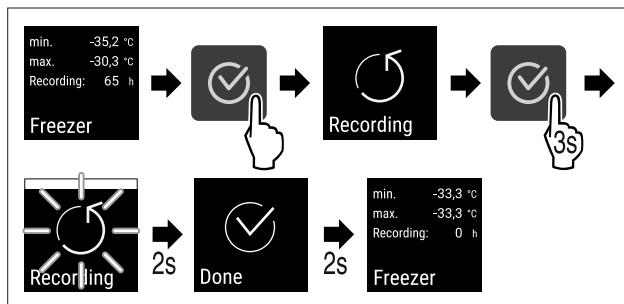 min. -35,2 °C
max. -30,3 °C
Recording: 65 h
Freezer
Recording
3s
Recording
2s
Done
2s
min. -33,3 °C
max. -33,3 °C
Recording: 0 h
Freezer